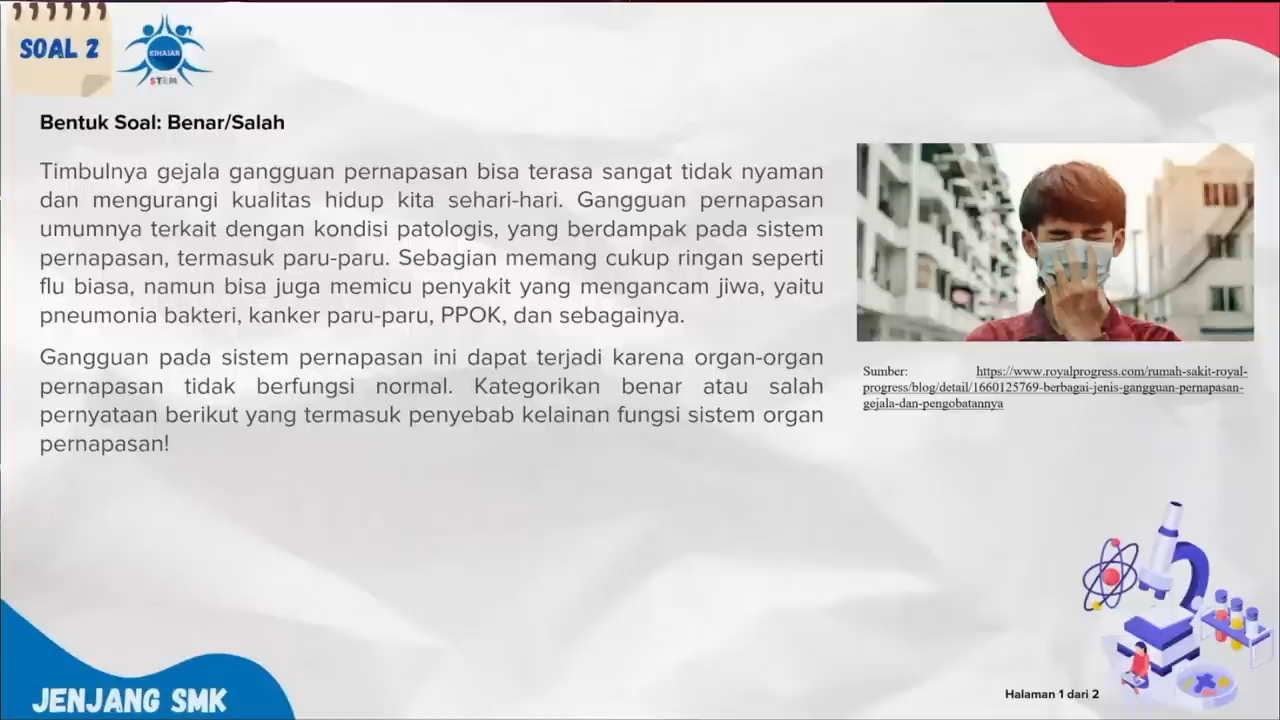 SOAL 2
KIHAJAR
STEM
Bentuk Soal: Benar/Salah
Timbulnya gejala gangguan pernapasan bisa terasa sangat tidak nyaman
dan mengurangi kualitas hidup kita sehari-hari. Gangguan pernapasan
umumnya terkait dengan kondisi patologis, yang berdampak pada sistem
pernapasan, termasuk paru-paru. Sebagian memang cukup ringan seperti
flu biasa, namun bisa juga memicu penyakit yang mengancam jiwa, yaitu
pneumonia bakteri, kanker paru-paru, PPOK, dan sebagainya.
Gangguan pada sistem pernapasan ini dapat terjadi karena organ-organ
pernapasan tidak berfungsi normal. Kategorikan benar atau salah
pernyataan berikut yang termasuk penyebab kelainan fungsi sistem organ
pernapasan!
Sumber: https://www.royalprogress.com/rumah-sakit-royal-
progress/blog/detail/1660125769-berbagai-jenis-gangguan-pernapasan-
gejala-dan-pengobatannya
JENJANG SMK
Halaman 1 dari 2